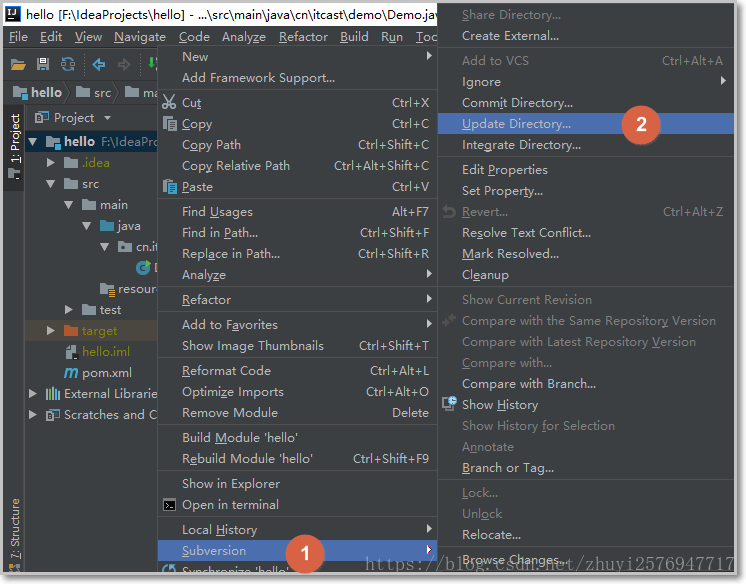 hello [F:\IdeaProjects\hello] - ...\src\main\java\cn\itcast\demo\Demo.java
File Edit View Navigate Code Analyze Refactor Build Run Too
hello src ma
1: Project
Project
hello F:\IdeaPro
.idea
src
main
java
cn.it
resour
test
target
hello.iml
pom.xml
External Librarie
Scratches and C
7: Structure
New
Add Framework Support...
Cut Ctrl+X
Copy Ctrl+C
Copy Path Ctrl+Shift+C
Copy Relative Path Ctrl+Alt+Shift+C
Paste Ctrl+V
Find Usages Alt+F7
Find in Path... Ctrl+Shift+F
Replace in Path... Ctrl+Shift+R
Analyze
Refactor
Add to Favorites
Show Image Thumbnails Ctrl+Shift+T
Reformat Code Ctrl+Alt+L
Optimize Imports Ctrl+Alt+O
Remove Module Delete
Build Module 'hello'
Rebuild Module 'hello' Ctrl+Shift+F9
Show in Explorer
Open in terminal
Local History
Subversion 1
Synchronize 'hello'
Share Directory...
Create External...
Add to VCS Ctrl+Alt+A
Ignore
Commit Directory...
Update Directory... 2
Integrate Directory...
Edit Properties
Set Property...
Revert... Ctrl+Alt+Z
Resolve Text Conflict...
Mark Resolved...
Cleanup
Show Current Revision
Compare with the Same Repository Version
Compare with Latest Repository Version
Compare with...
Compare with Branch...
Show History
Show History for Selection
Annotate
Branch or Tag...
Lock...
Unlock
Relocate...
Browse Changes...
https://blog.csdn.net/zhuyi2576947717